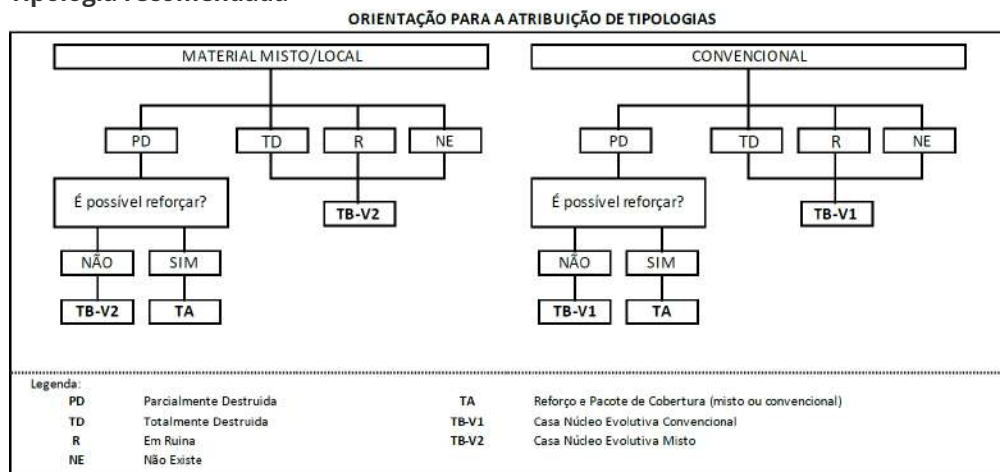 Tipologia recomendada
ORIENTAÇÃO PARA A ATRIBUIÇÃO DE TIPOLOGIAS
MATERIAL MISTO/LOCAL
CONVENCIONAL
PD TD R NE
PD TD R NE
É possível reforçar?
TB-V2
É possível reforçar?
TB-V1
NÃO SIM
NÃO SIM
TB-V2 TA
TB-V1 TA
Legenda:
PD Parcialmente Destruida
TA Reforço e Pacote de Cobertura (misto ou convencional)
TD Totalmente Destruida
TB-V1 Casa Núcleo Evolutiva Convencional
R Em Ruina
TB-V2 Casa Núcleo Evolutiva Misto
NE Não Existe